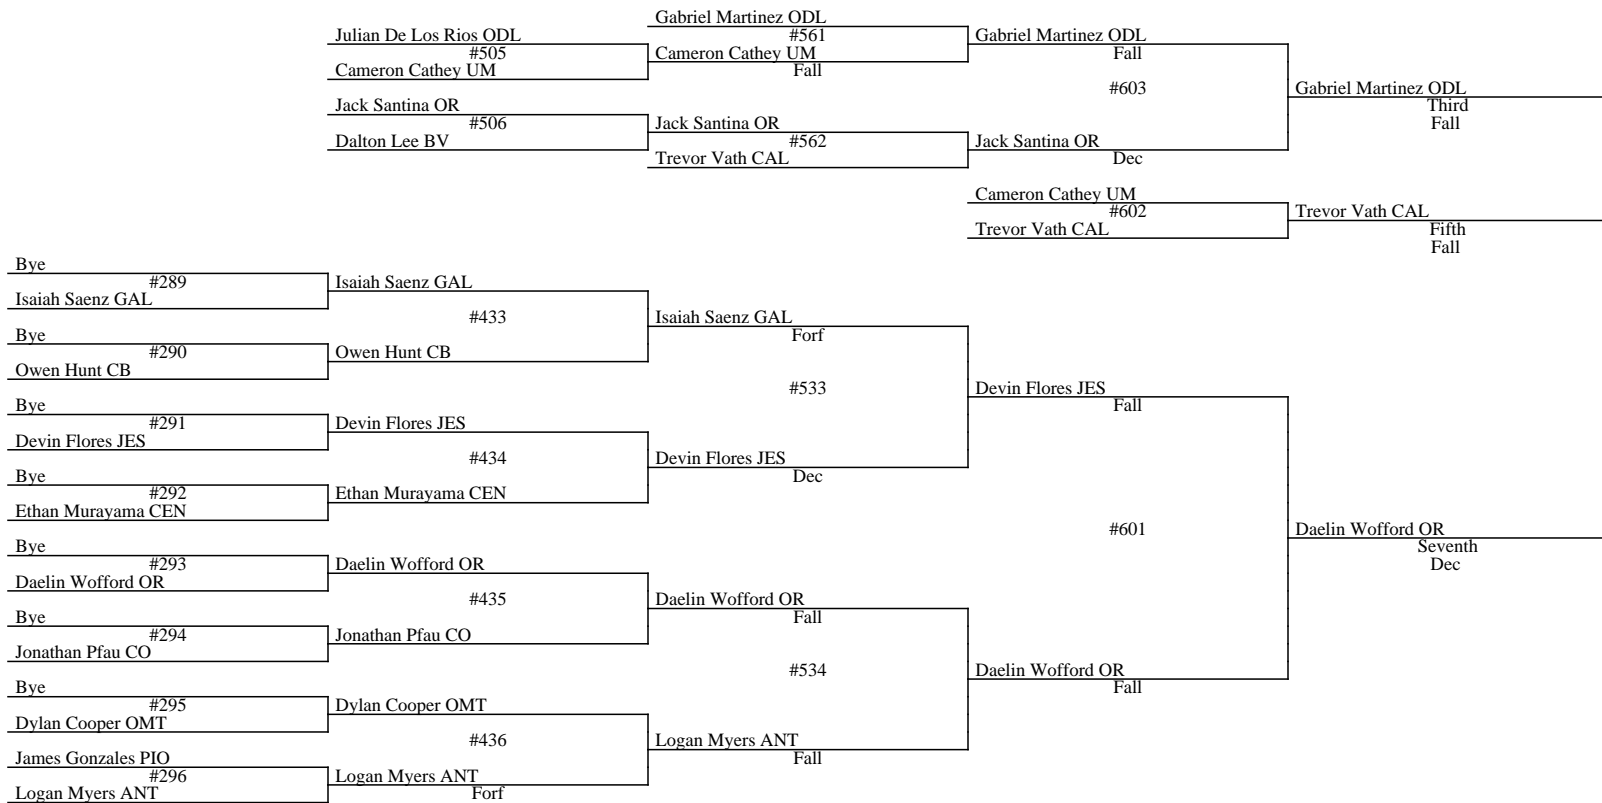 Gabriel Martinez ODL
Julian De Los Rios ODL
#561
Gabriel Martinez ODL
#505
Cameron Cathey UM
Fall
Cameron Cathey UM
Fall
#603
Gabriel Martinez ODL
Jack Santina OR
Third
#506
Jack Santina OR
Fall
Dalton Lee BV
#562
Jack Santina OR
Trevor Vath CAL
Dec
Cameron Cathey UM
#602
Trevor Vath CAL
Trevor Vath CAL
Fifth
Fall
Bye
#289
Isaiah Saenz GAL
Isaiah Saenz GAL
#433
Isaiah Saenz GAL
Bye
Forf
#290
Owen Hunt CB
Owen Hunt CB
#533
Devin Flores JES
Bye
Fall
#291
Devin Flores JES
Devin Flores JES
#434
Devin Flores JES
Bye
Dec
#292
Ethan Murayama CEN
Ethan Murayama CEN
#601
Daelin Wofford OR
Bye
Seventh
#293
Daelin Wofford OR
Dec
Daelin Wofford OR
#435
Daelin Wofford OR
Bye
Fall
#294
Jonathan Pfau CO
Jonathan Pfau CO
#534
Daelin Wofford OR
Bye
Fall
#295
Dylan Cooper OMT
Dylan Cooper OMT
#436
Logan Myers ANT
James Gonzales PIO
Fall
#296
Logan Myers ANT
Logan Myers ANT
Forf